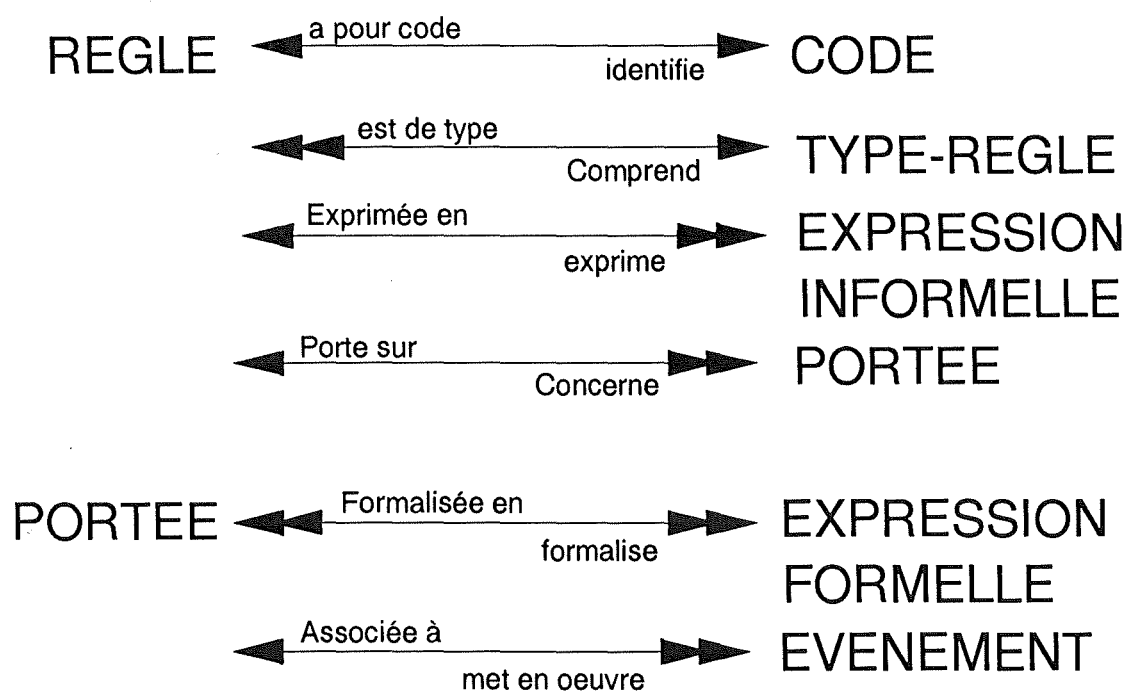 REGLE a pour code identifie CODE
est de type Comprend TYPE-REGLE
Exprimée en exprime EXPRESSION
INFORMELLE
Porte sur Concerne PORTEE
PORTEE Formalisée en formalise EXPRESSION
FORMELLE
Associée à met en oeuvre EVENEMENT